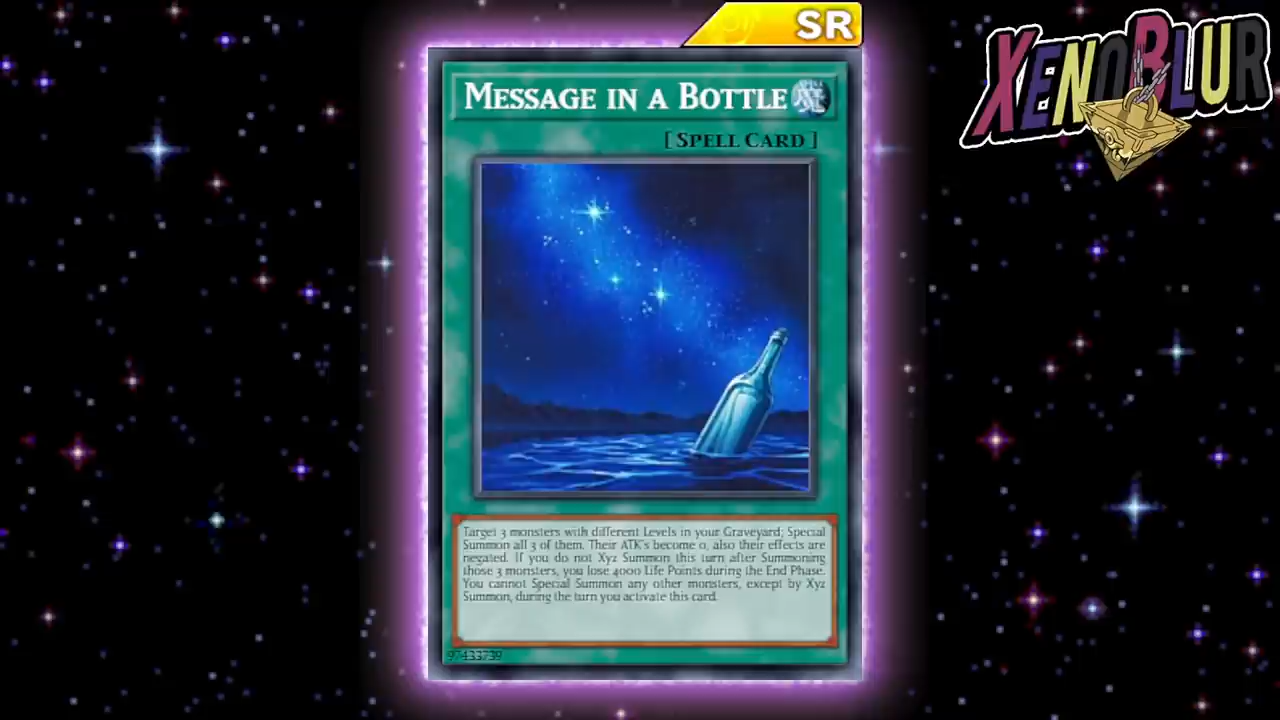 SR
XENOBLUR
MESSAGE IN A BOTTLE 魔
[ SPELL CARD ]
Target 3 monsters with different Levels in your Graveyard; Special
Summon all 3 of them. Their ATK's become 0, also their effects are
negated. If you do not Xyz Summon this turn after Summoning
those 3 monsters, you lose 4000 Life Points during the End Phase.
You cannot Special Summon any other monsters, except by Xyz
Summon, during the turn you activate this card.
97433739